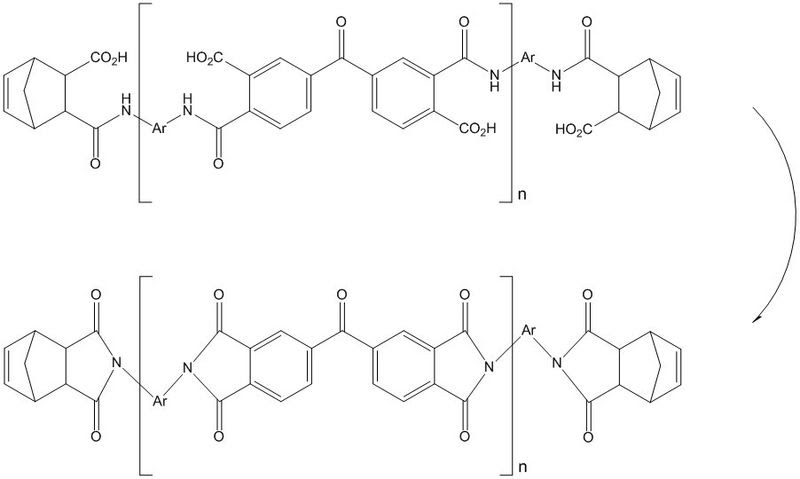 O O O
CO₂H HO₂C Ar
N N
H H
H H
N N
Ar CO₂H HO₂C
O O
n
O O O O O
Ar
N N N N
Ar
O O O O
n